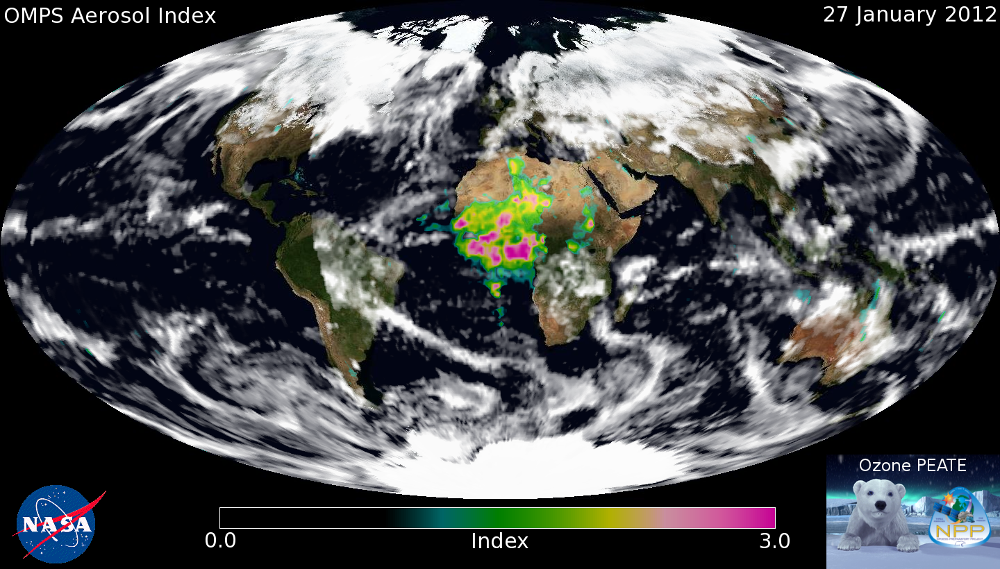 OMPS Aerosol Index
27 January 2012
Ozone PEATE
NASA
NPP
0.0
Index
3.0